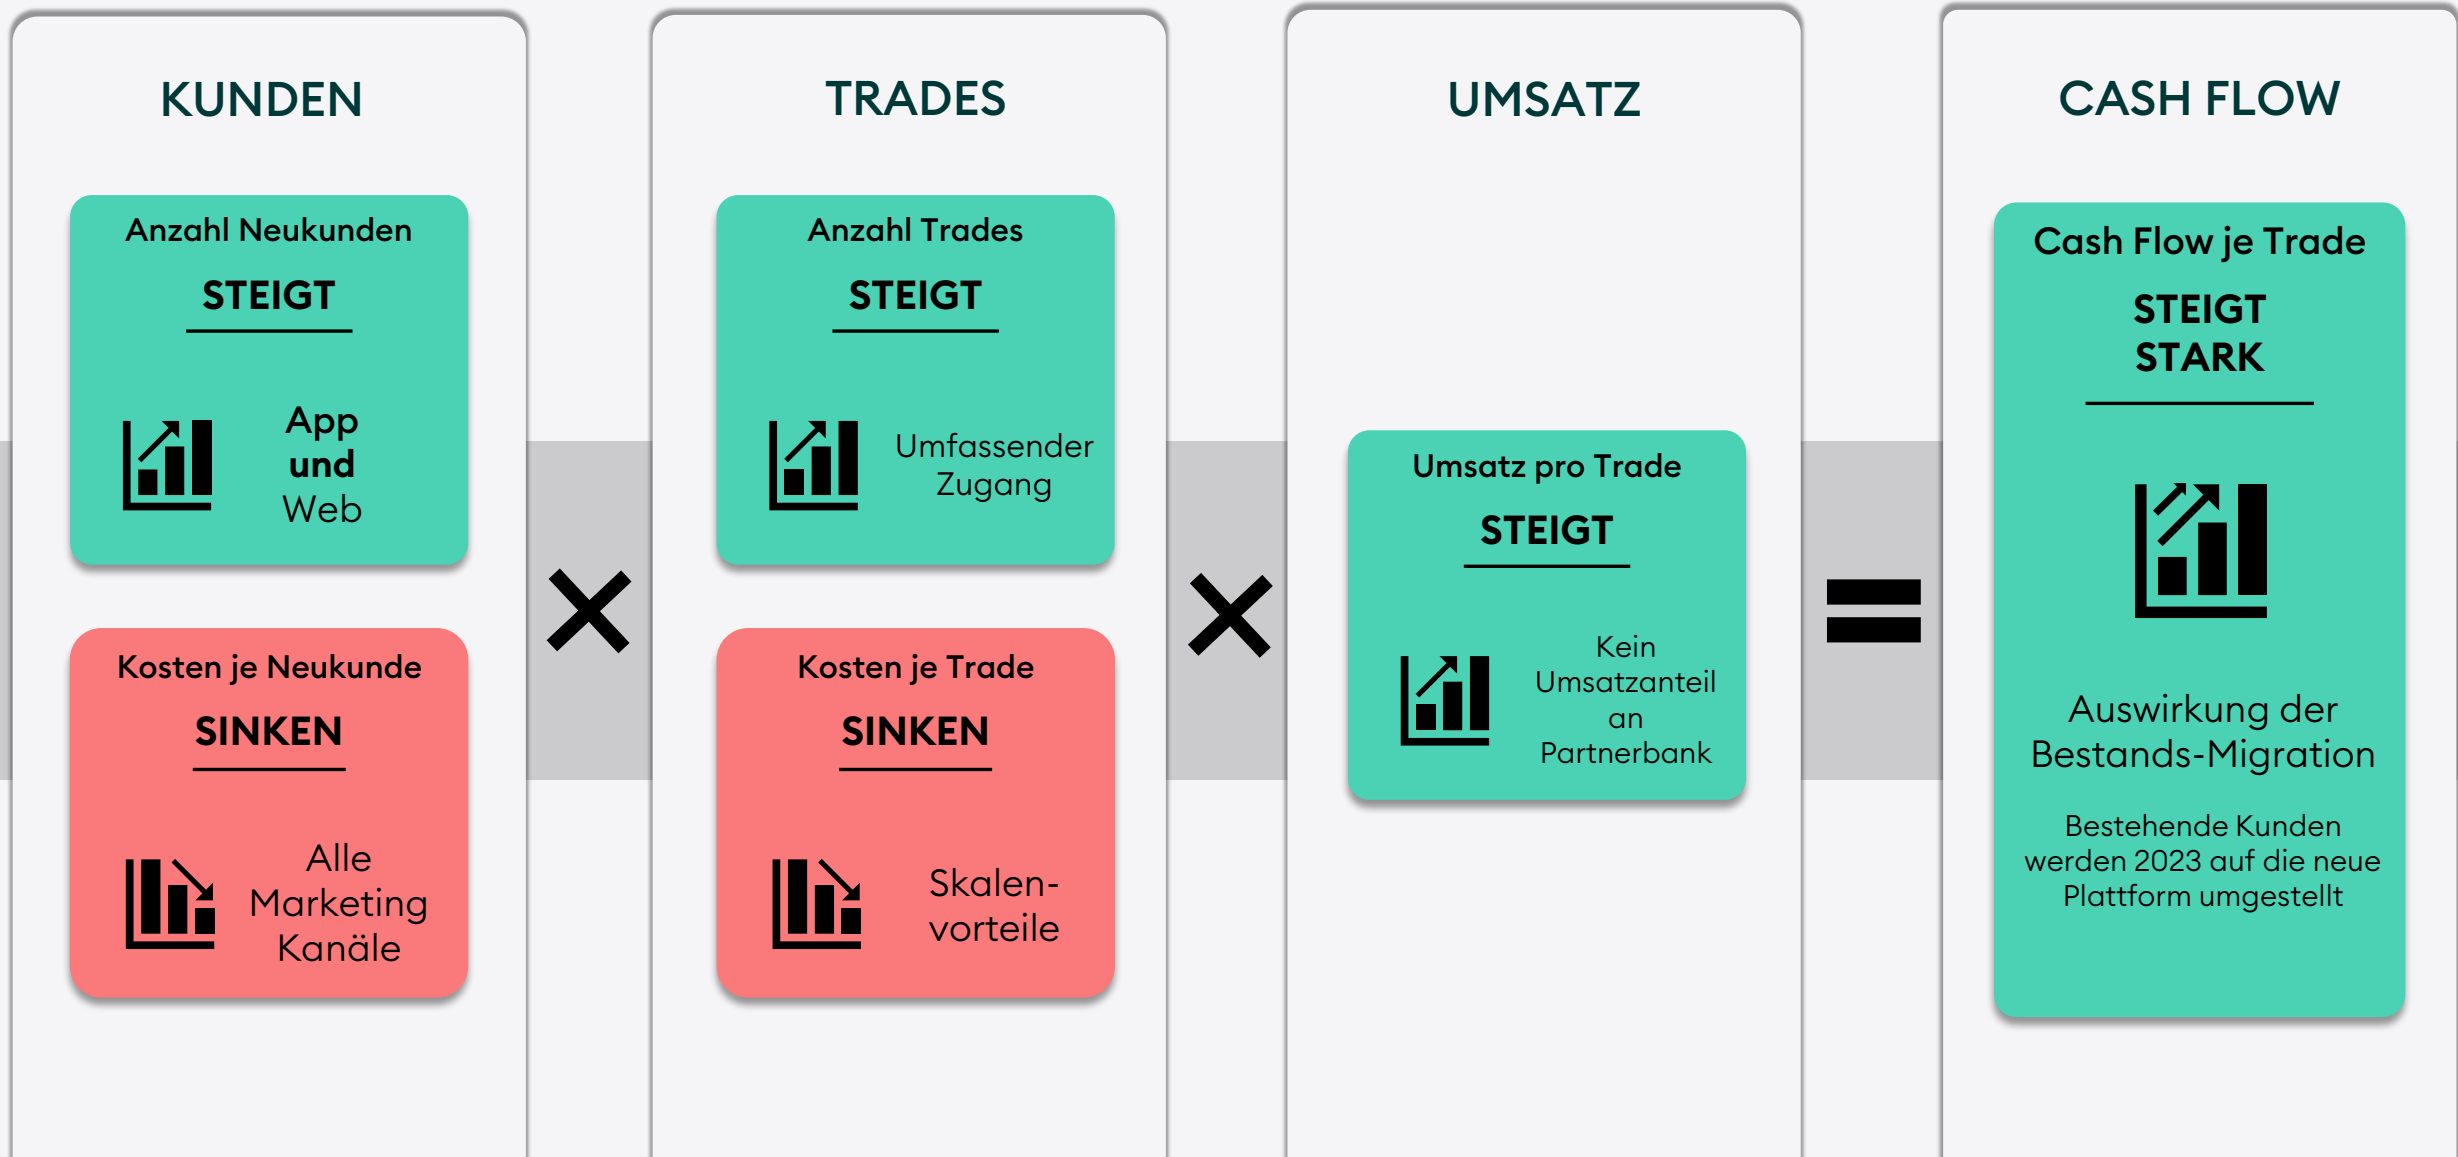 KUNDEN
Anzahl Neukunden
STEIGT
App
und
Web
Kosten je Neukunde
SINKEN
Alle
Marketing
Kanäle
TRADES
Anzahl Trades
STEIGT
Umfassender
Zugang
Kosten je Trade
SINKEN
Skalen-
vorteile
UMSATZ
Umsatz pro Trade
STEIGT
Kein
Umsatzanteil
an
Partnerbank
CASH FLOW
Cash Flow je Trade
STEIGT
STARK
Auswirkung der
Bestands-Migration
Bestehende Kunden
werden 2023 auf die neue
Plattform umgestellt